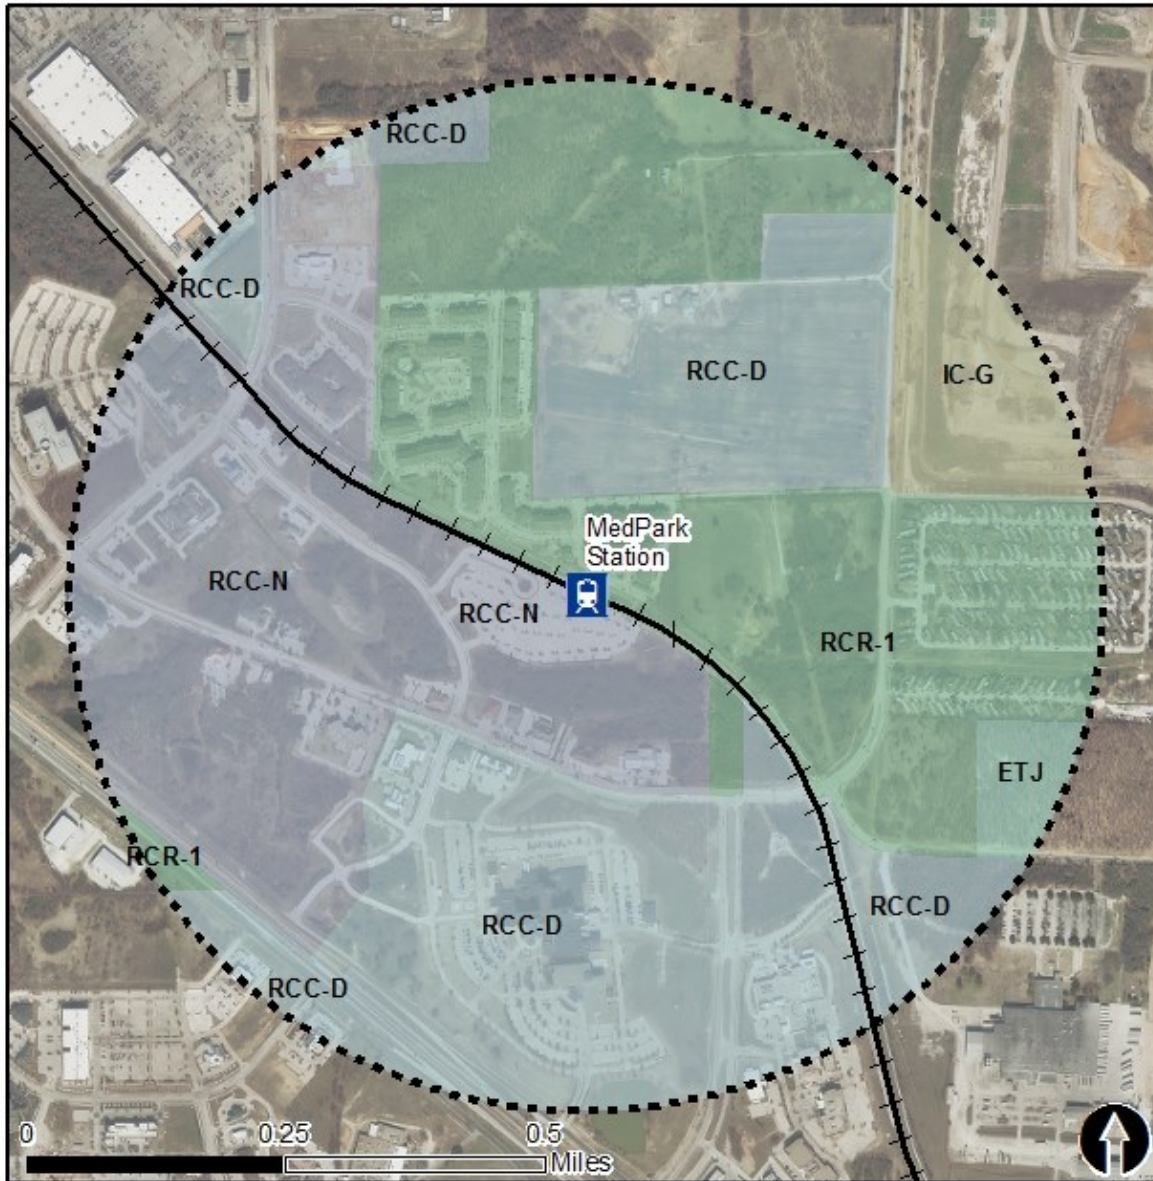 RCC-D
RCC-D
RCC-D
IC-G
MedPark
Station
RCC-N
RCC-N
RCR-1
ETJ
RCR-1
RCC-D
RCC-D
RCC-D
0
0.25
0.5
Miles